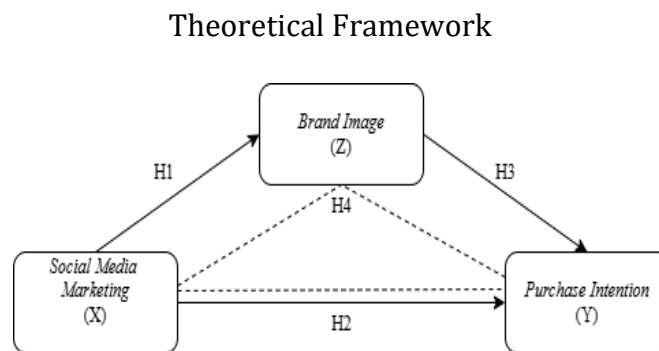 Theoretical Framework
Brand Image
(Z)
H1
H3
H4
Social Media
Marketing
(X)
Purchase Intention
(Y)
H2